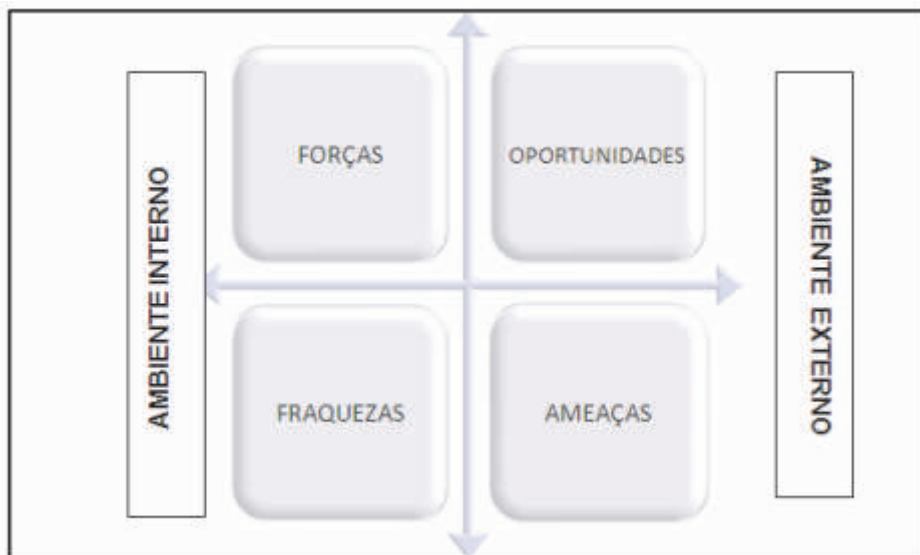 AMBIENTE INTERNO
FORÇAS
OPORTUNIDADES
FRAQUEZAS
AMEAÇAS
AMBIENTE EXTERNO